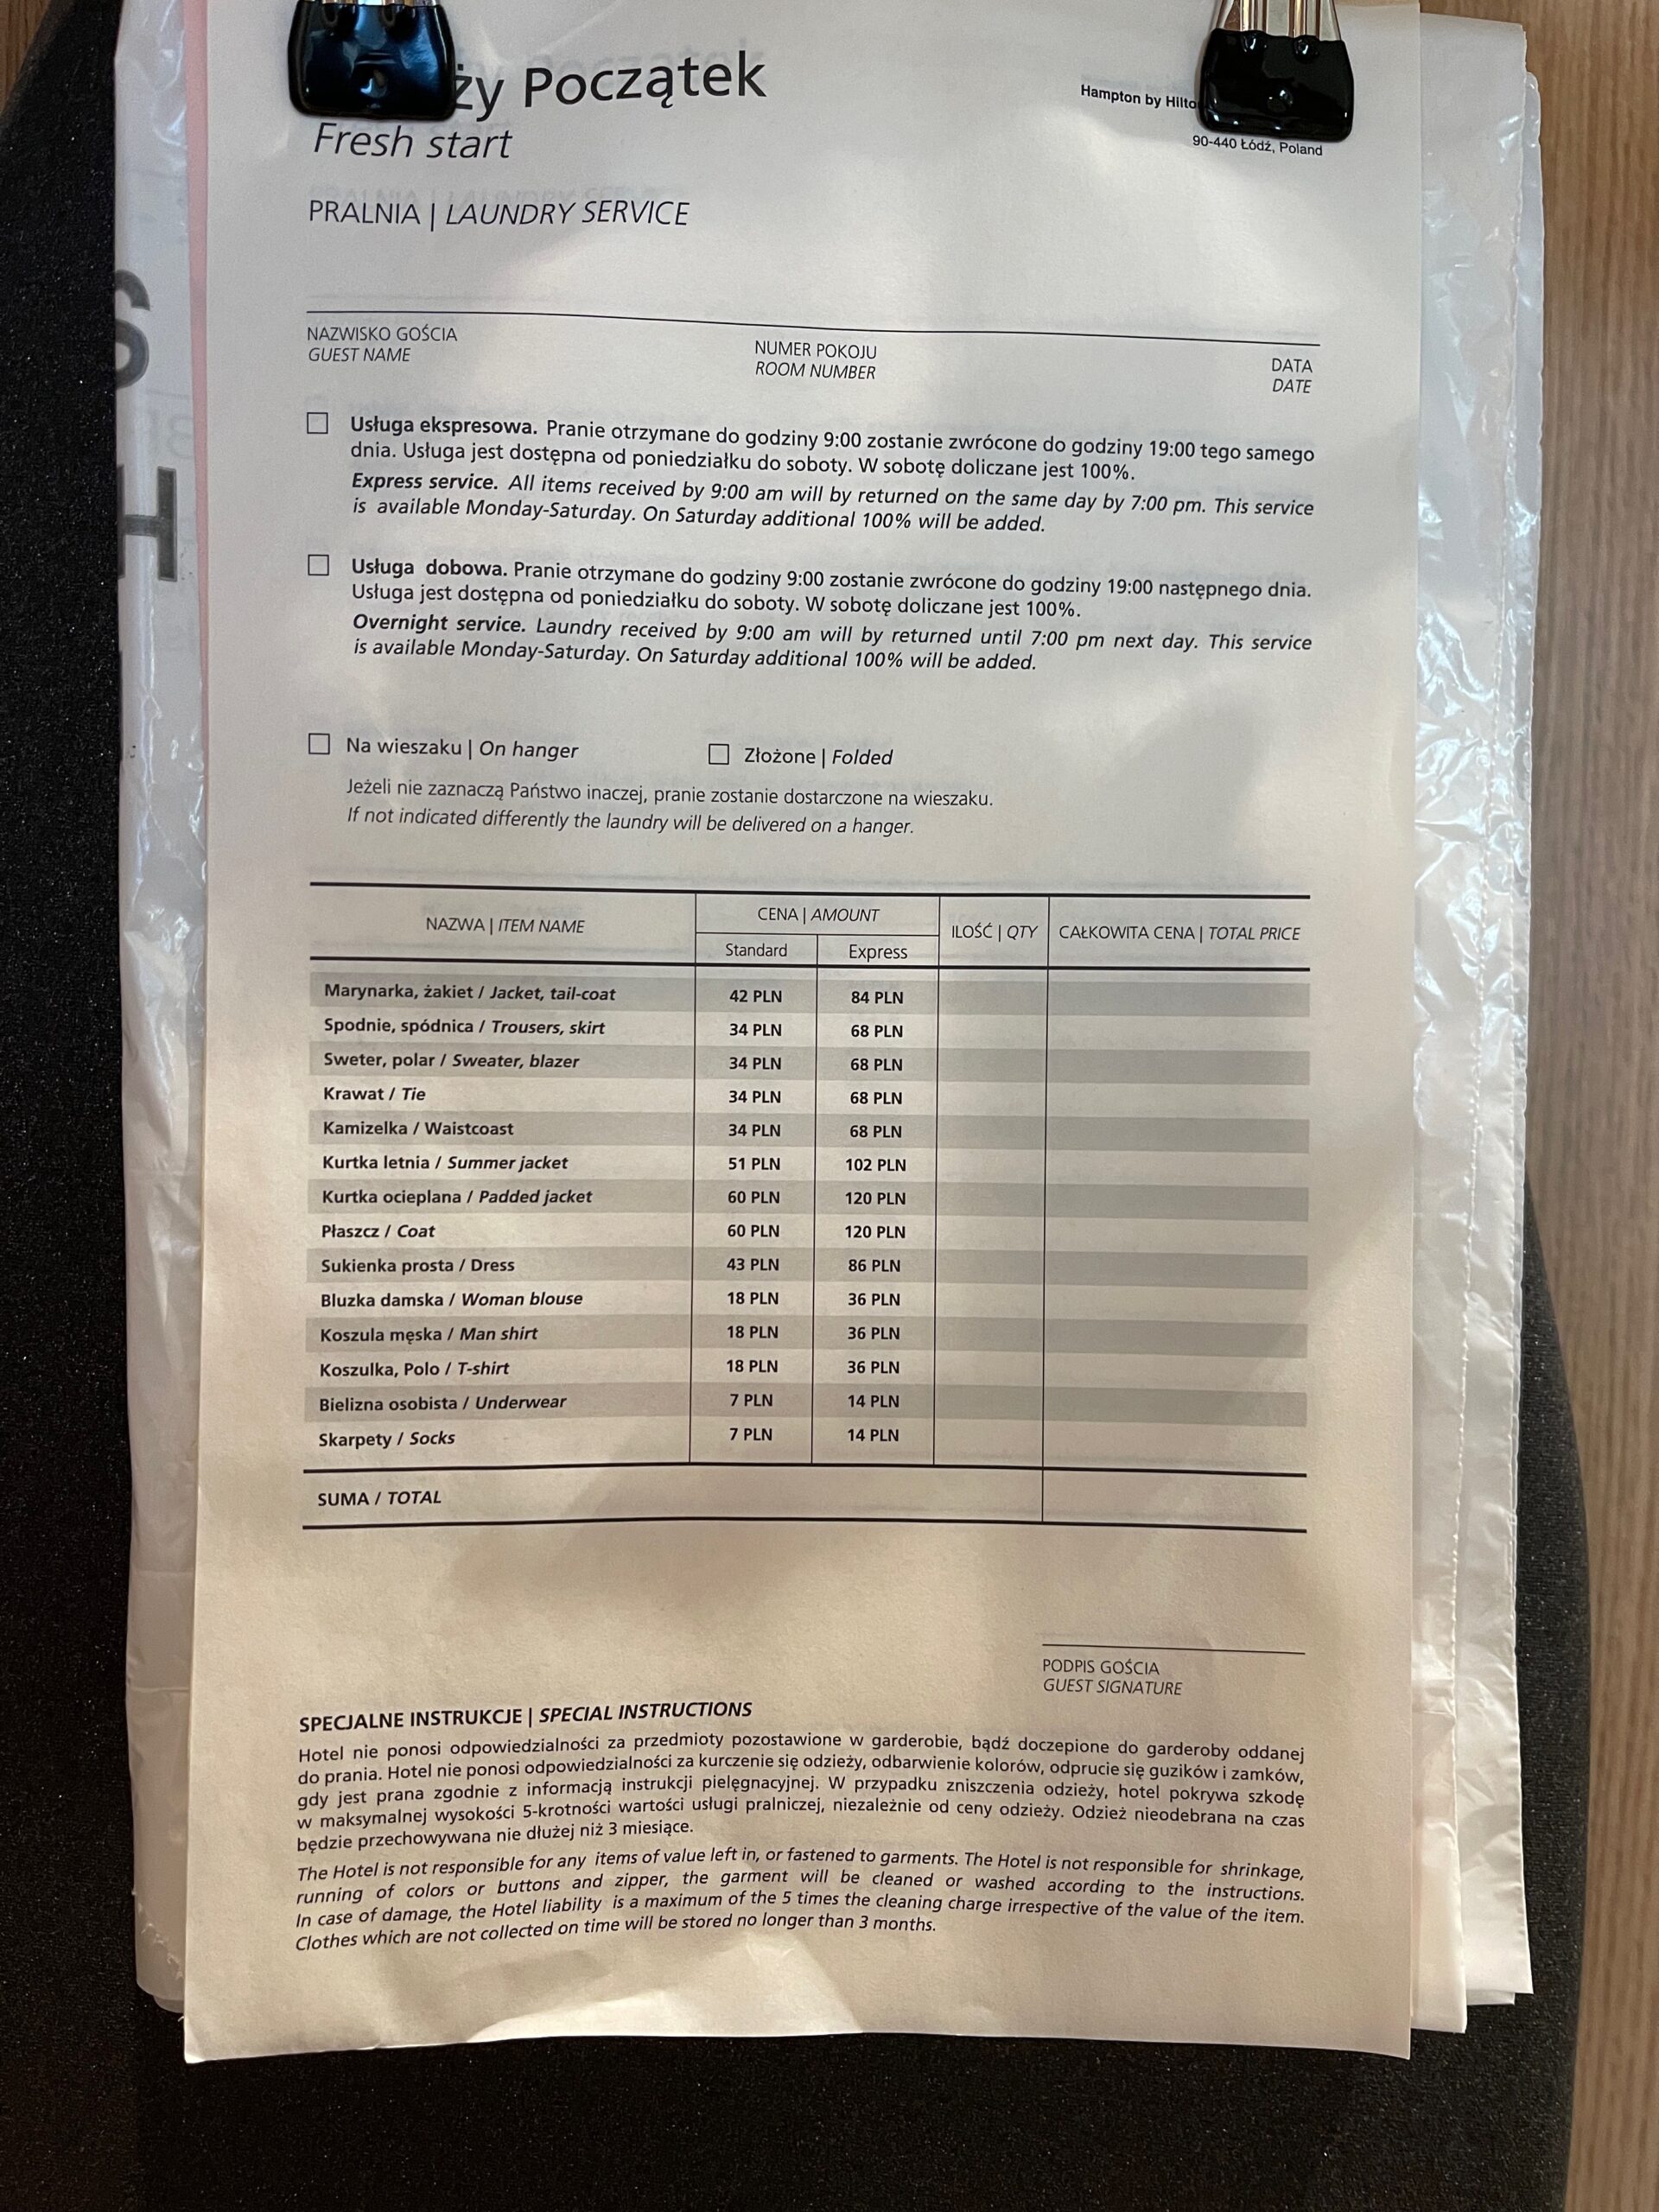 Początek
Fresh start
Hampton by
90-440 Łódź, Poland
PRALNIA | LAUNDRY SERVICE
NAZWISKO GOŚCIA
GUEST NAME
NUMER POKOJU
ROOM NUMBER
DATA
DATE
Usługa ekspresowa. Pranie otrzymane do godziny 9:00 zostanie zwrócone do godziny 19:00 tego samego
dnia. Usługa jest dostępna od poniedziałku do soboty. W sobotę doliczane jest 100%.
Express service. All items received by 9:00 am will by returned on the same day by 7:00 pm. This service
is available Monday-Saturday. On Saturday additional 100% will be added.
Usługa dobowa. Pranie otrzymane do godziny 9:00 zostanie zwrócone do godziny 19:00 następnego dnia.
Usługa jest dostępna od poniedziałku do soboty. W sobotę doliczane jest 100%.
Overnight service. Laundry received by 9:00 am will by returned until 7:00 pm next day. This service
is available Monday-Saturday. On Saturday additional 100% will be added.
Na wieszaku | On hanger
Złożone | Folded
Jeżeli nie zaznaczą Państwo inaczej, pranie zostanie dostarczone na wieszaku.
If not indicated differently the laundry will be delivered on a hanger.
NAZWA | ITEM NAME
CENA | AMOUNT
ILOŚĆ | QTY
CAŁKOWITA CENA | TOTAL PRICE
Standard
Express
Marynarka, żakiet / Jacket, tail-coat 42 PLN 84 PLN
Spodnie, spódnica / Trousers, skirt 34 PLN 68 PLN
Sweter, polar / Sweater, blazer 34 PLN 68 PLN
Krawat / Tie 34 PLN 68 PLN
Kamizelka / Waistcoast 34 PLN 68 PLN
Kurtka letnia / Summer jacket 51 PLN 102 PLN
Kurtka ocieplana / Padded jacket 60 PLN 120 PLN
Płaszcz / Coat 60 PLN 120 PLN
Sukienka prosta / Dress 43 PLN 86 PLN
Bluzka damska / Woman blouse 18 PLN 36 PLN
Koszula męska / Man shirt 18 PLN 36 PLN
Koszulka, Polo / T-shirt 18 PLN 36 PLN
Bielizna osobista / Underwear 7 PLN 14 PLN
Skarpety / Socks 7 PLN 14 PLN
SUMA / TOTAL
PODPIS GOŚCIA
GUEST SIGNATURE
SPECJALNE INSTRUKCJE | SPECIAL INSTRUCTIONS
Hotel nie ponosi odpowiedzialności za przedmioty pozostawione w garderobie, bądź doczepione do garderoby oddanej
do prania. Hotel nie ponosi odpowiedzialności za kurczenie się odzieży, odbarwienie kolorów, odprucie się guzików i zamków,
gdy jest prana zgodnie z informacją instrukcji pielęgnacyjnej. W przypadku zniszczenia odzieży, hotel pokrywa szkodę
w maksymalnej wysokości 5-krotności wartości usługi pralniczej, niezależnie od ceny odzieży. Odzież nieodebrana na czas
będzie przechowywana nie dłużej niż 3 miesiące.
The Hotel is not responsible for any items of value left in, or fastened to garments. The Hotel is not responsible for shrinkage,
running of colors or buttons and zipper, the garment will be cleaned or washed according to the instructions.
In case of damage, the Hotel liability is a maximum of the 5 times the cleaning charge irrespective of the value of the item.
Clothes which are not collected on time will be stored no longer than 3 months.